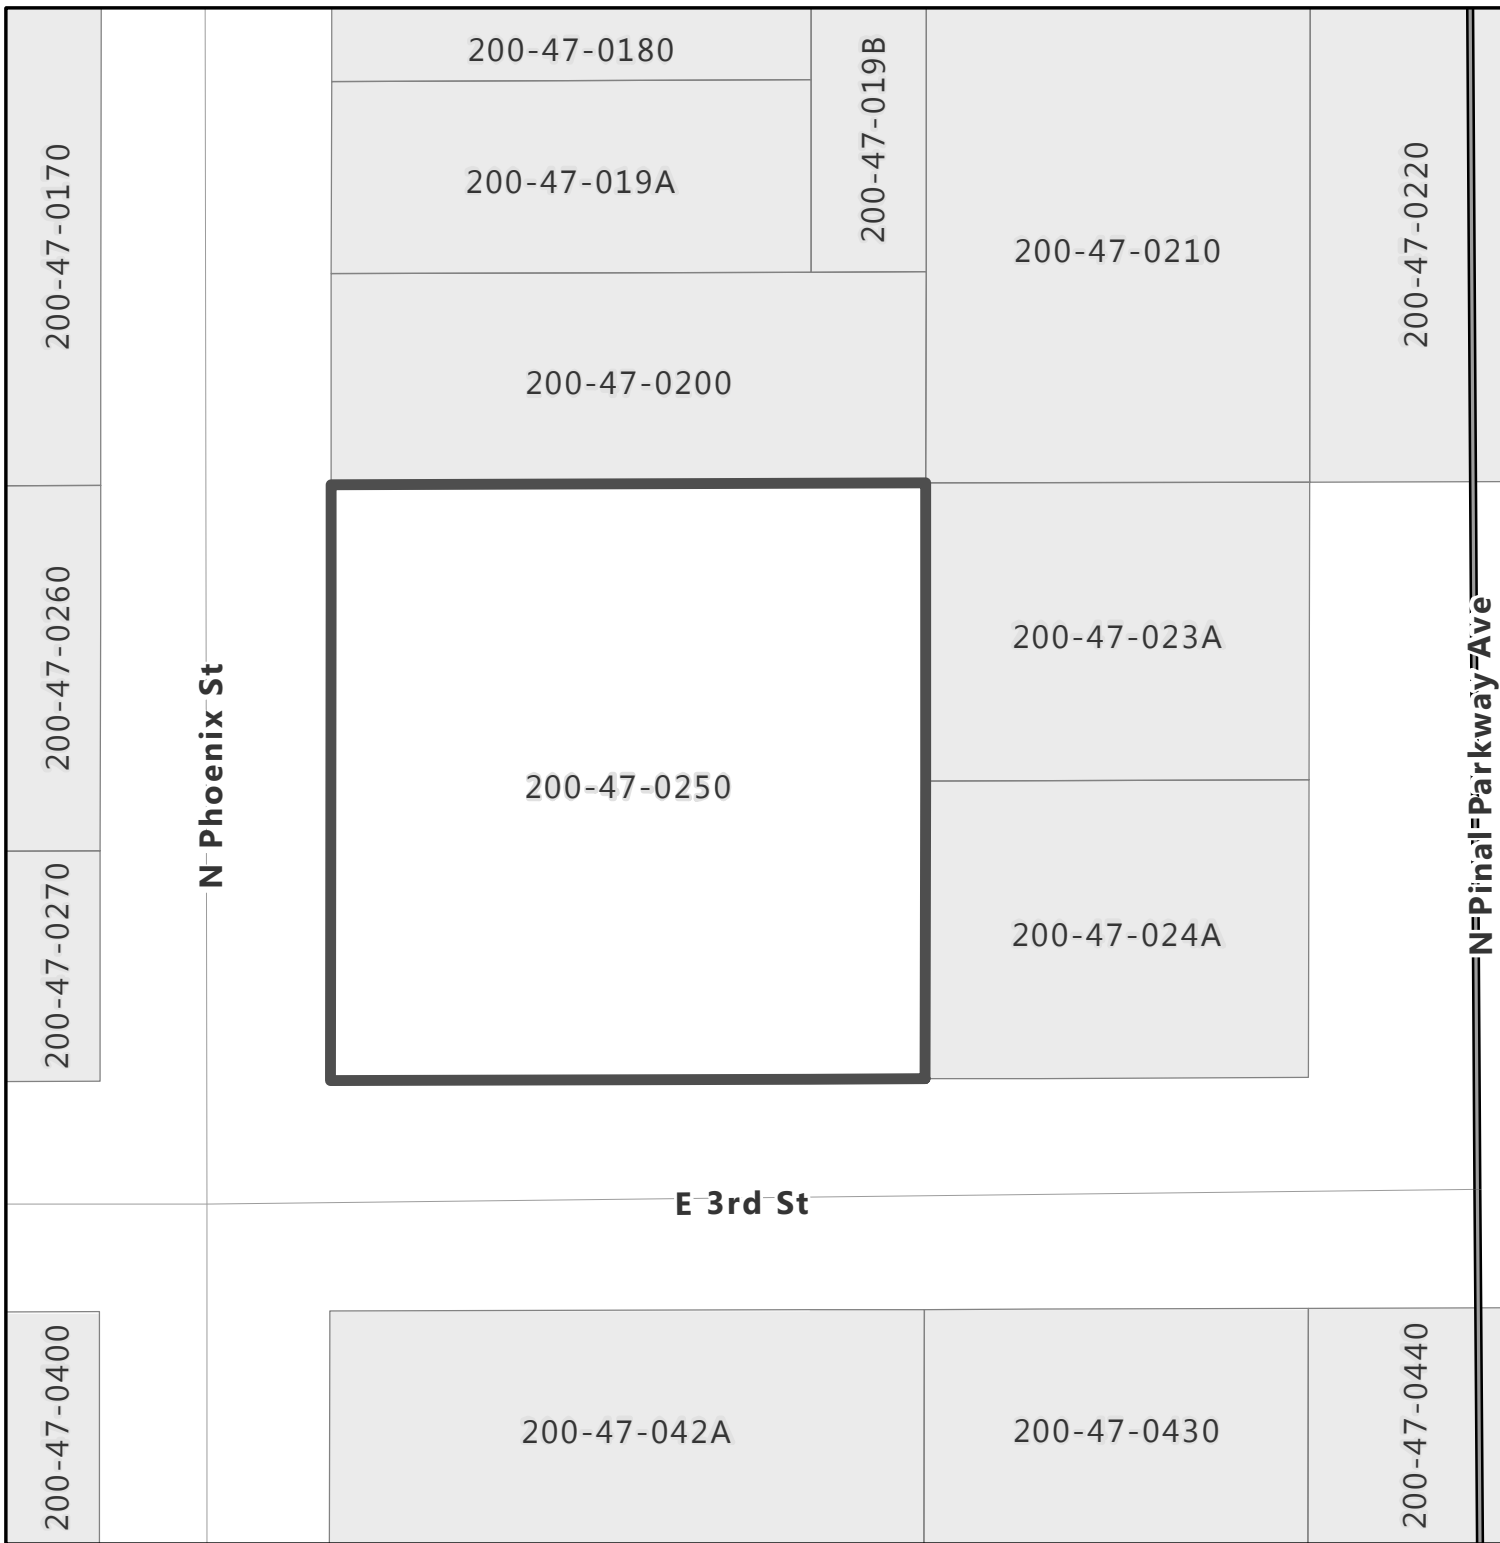 200-47-0180
200-47-019B
200-47-0170
200-47-019A
200-47-0210
200-47-0220
200-47-0200
200-47-0260
200-47-023A
N Phoenix St
N Pinal Parkway Ave
200-47-0250
200-47-024A
200-47-0270
E 3rd St
200-47-0400
200-47-042A
200-47-0430
200-47-0440